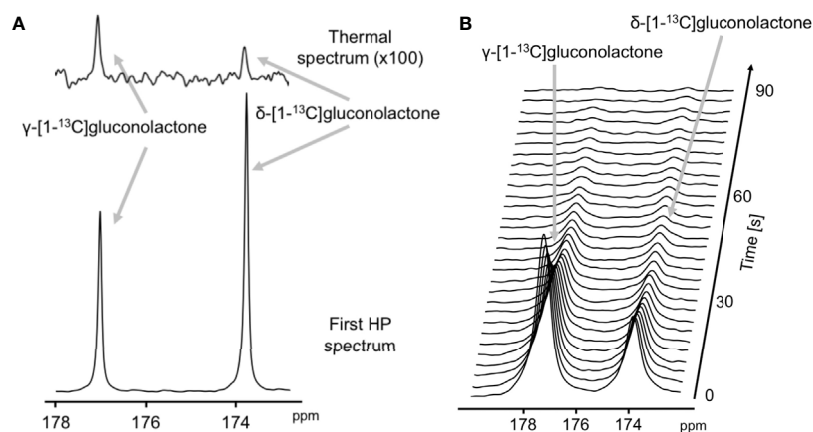 A
Thermal
spectrum (x100)
γ-[1-¹³C]gluconolactone
δ-[1-¹³C]gluconolactone
First HP
spectrum
178
176
174
ppm
B
δ-[1-¹³C]gluconolactone
γ-[1-¹³C]gluconolactone
90
60
30
0
Time [s]
178
176
174
ppm